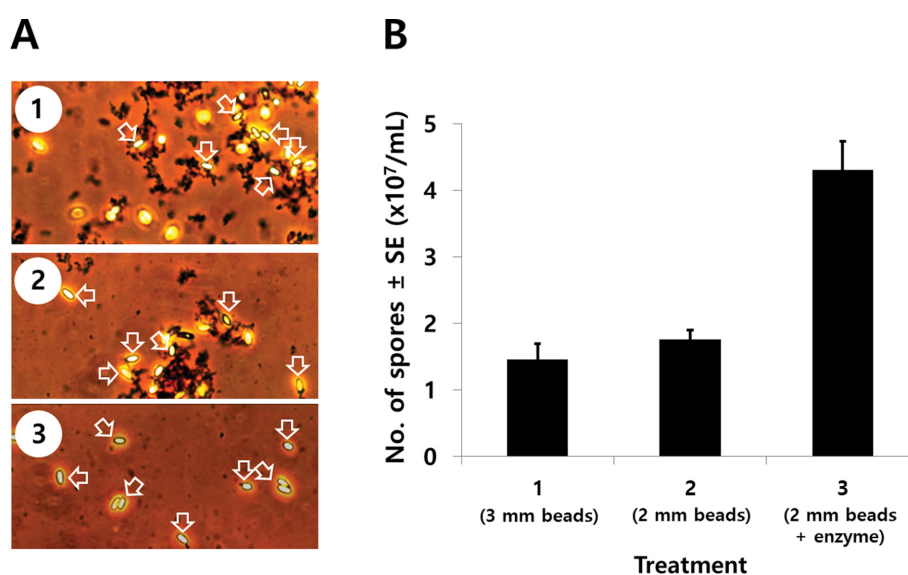 A
B
1
2
3
No. of spores ± SE (x10⁷/mL)
5
4
3
2
1
0
1
(3 mm beads)
2
(2 mm beads)
3
(2 mm beads
+ enzyme)
Treatment